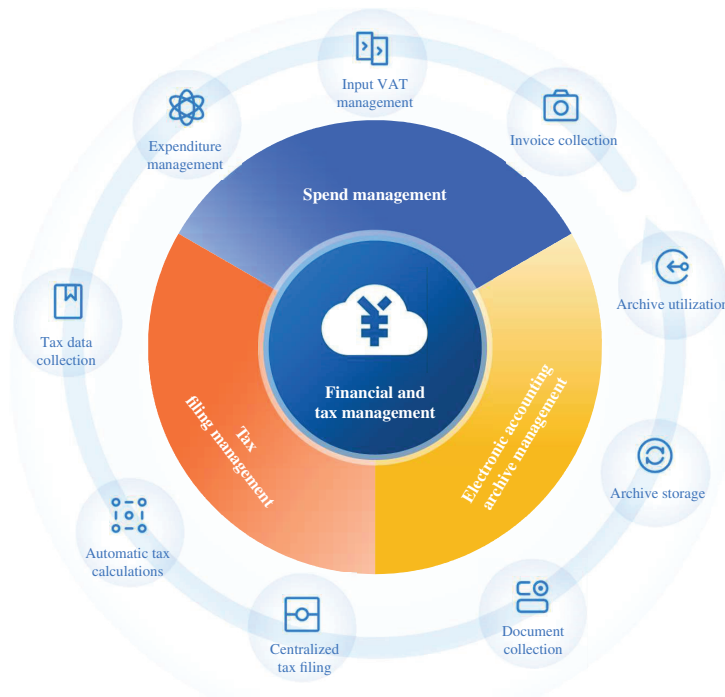 Input VAT
management
Invoice collection
Expenditure
management
Spend management
Archive utilization
Tax data
collection
Financial and
tax management
Tax
filing management
Electronic accounting
archive management
Archive storage
Automatic tax
calculations
Document
collection
Centralized
tax filing